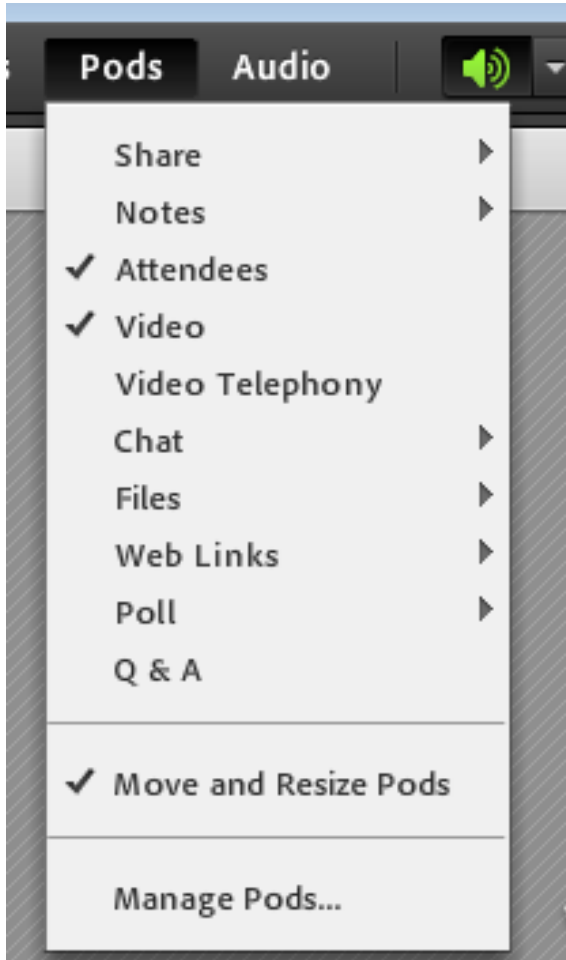 Pods Audio
Share
Notes
Attendees
Video
Video Telephony
Chat
Files
Web Links
Poll
Q & A
Move and Resize Pods
Manage Pods...